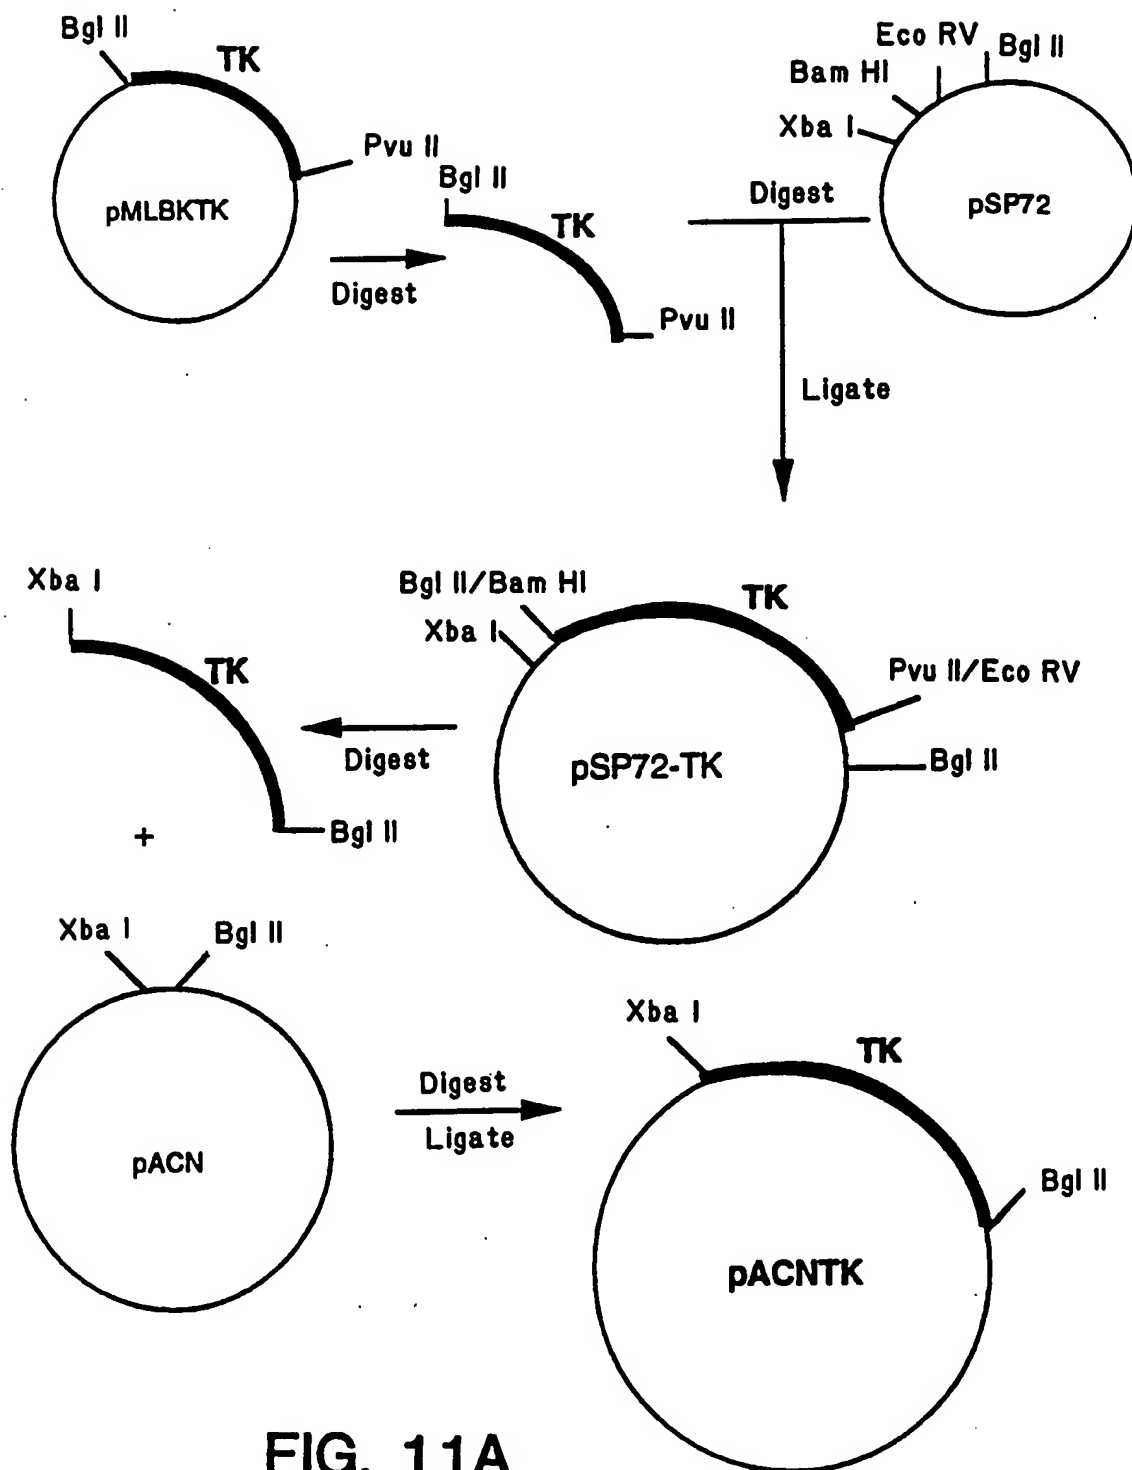 Bgl II
TK
Pvu II
pMLBKTK
Digest
Bgl II
TK
Pvu II
Eco RV
Bgl II
Bam HI
Xba I
pSP72
Digest
Ligate
Xba I
TK
Bgl II
Digest
Bgl II/Bam HI
TK
Xba I
Pvu II/Eco RV
pSP72-TK
Bgl II
+
Xba I
Bgl II
pACN
Digest
Ligate
Xba I
TK
Bgl II
pACNTK
FIG. 11A